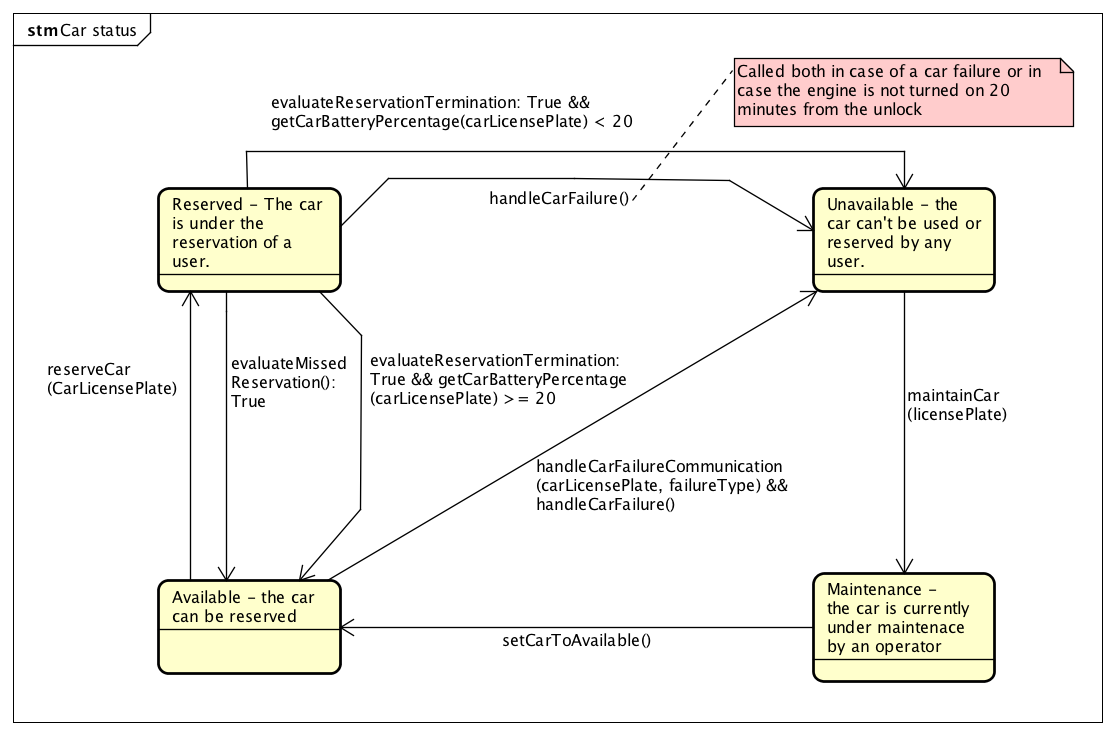 stm Car status
Called both in case of a car failure or in
case the engine is not turned on 20
minutes from the unlock
evaluateReservationTermination: True &&
getCarBatteryPercentage(carLicensePlate) < 20
handleCarFailure()
Reserved – The car
is under the
reservation of a
user.
Unavailable – the
car can't be used or
reserved by any
user.
reserveCar
(CarLicensePlate)
evaluateMissed
Reservation():
True
evaluateReservationTermination:
True && getCarBatteryPercentage
(carLicensePlate) >= 20
maintainCar
(licensePlate)
handleCarFailureCommunication
(carLicensePlate, failureType) &&
handleCarFailure()
Available – the car
can be reserved
Maintenance –
the car is currently
under maintenace
by an operator
setCarToAvailable()